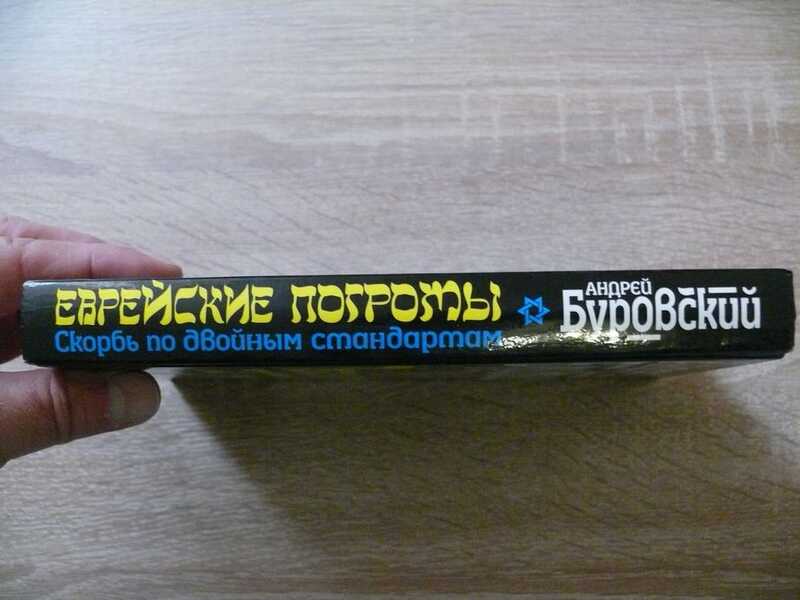 ЕВРЕЙСКИЕ ПОГРОМЫ
Скорбь по двойным стандартам
АНДРЕЙ
Буровский